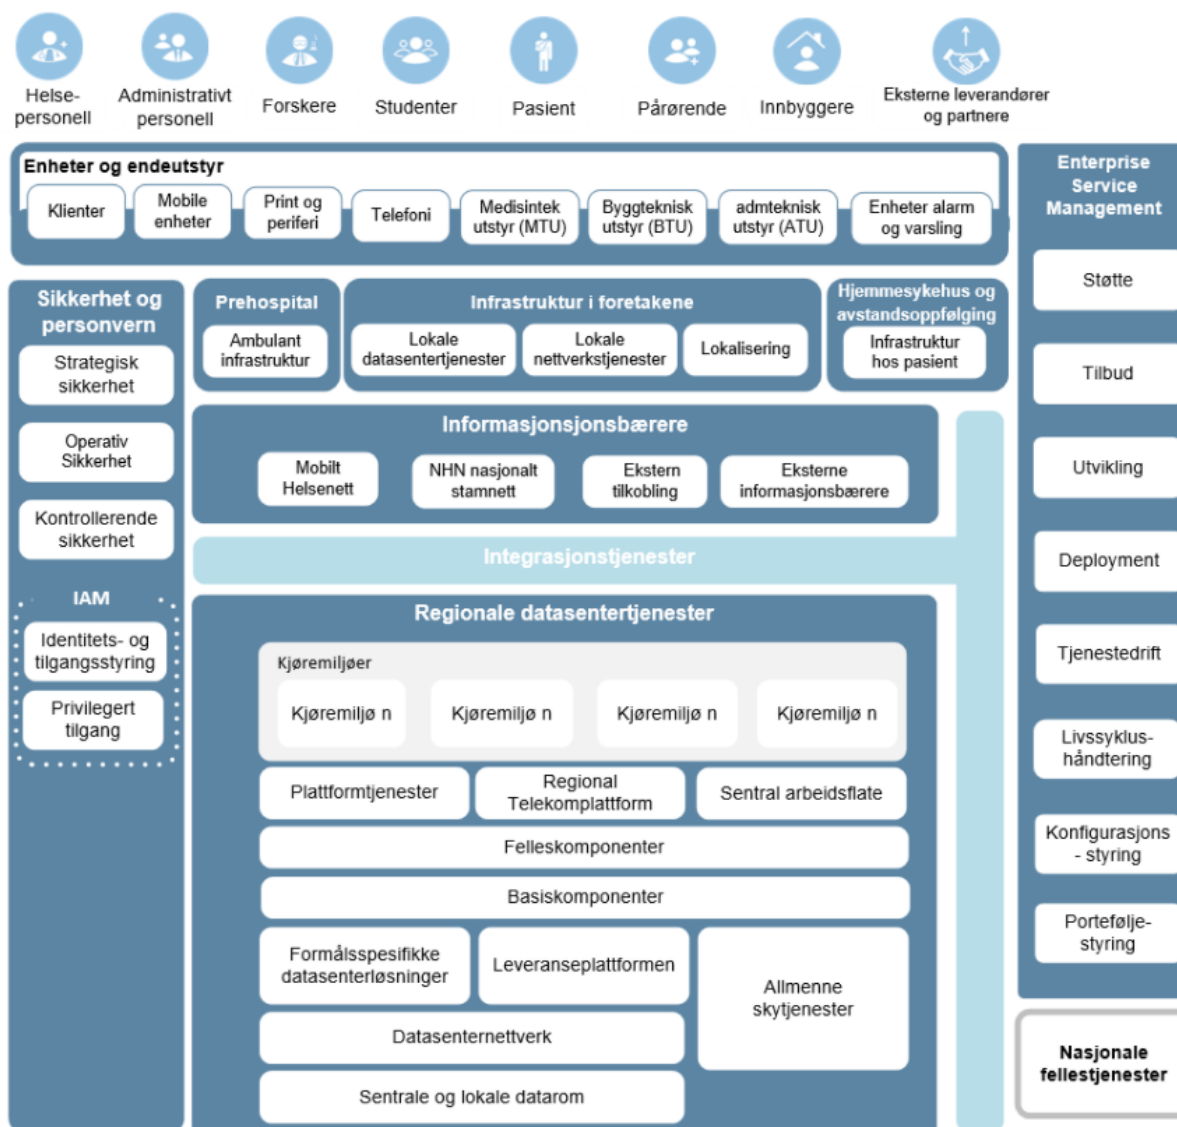 Helse-
personell
Administrativt
personell
Forskere
Studenter
Pasient
Pårørende
Innbyggere
Eksterne leverandører
og partnere
Enheter og endeutstyr
Klienter
Mobile
enheter
Print og
periferi
Telefoni
Medisintek
utstyr (MTU)
Byggteknisk
utstyr (BTU)
admteknisk
utstyr (ATU)
Enheter alarm
og varsling
Enterprise
Service
Management
Støtte
Tilbud
Utvikling
Deployment
Tjenestedrift
Livssyklus-
håndtering
Konfigurasjons
- styring
Portefølje-
styring
Nasjonale
fellestjenester
Sikkerhet og
personvern
Strategisk
sikkerhet
Operativ
Sikkerhet
Kontrollerende
sikkerhet
IAM
Identitets- og
tilgangsstyring
Privilegert
tilgang
Prehospital
Ambulant
infrastruktur
Infrastruktur i foretakene
Lokale
datasentertjenester
Lokale
nettverkstjenester
Lokalisering
Hjemmesykehus og
avstandsoppfølging
Infrastruktur
hos pasient
Informasjonsjonsbærere
Mobilt
Helsenett
NHN nasjonalt
stamnett
Ekstern
tilkobling
Eksterne
informasjonsbærere
Integrasjonstjenester
Regionale datasentertjenester
Kjøremiljøer
Kjøremiljø n
Kjøremiljø n
Kjøremiljø n
Kjøremiljø n
Plattformtjenester
Regional
Telekomplattform
Sentral arbeidsflate
Felleskomponenter
Basiskomponenter
Formålsspesifikke
datasenterløsninger
Leveranseplattformen
Allmenne
skytjenester
Datasenternettverk
Sentrale og lokale datarom